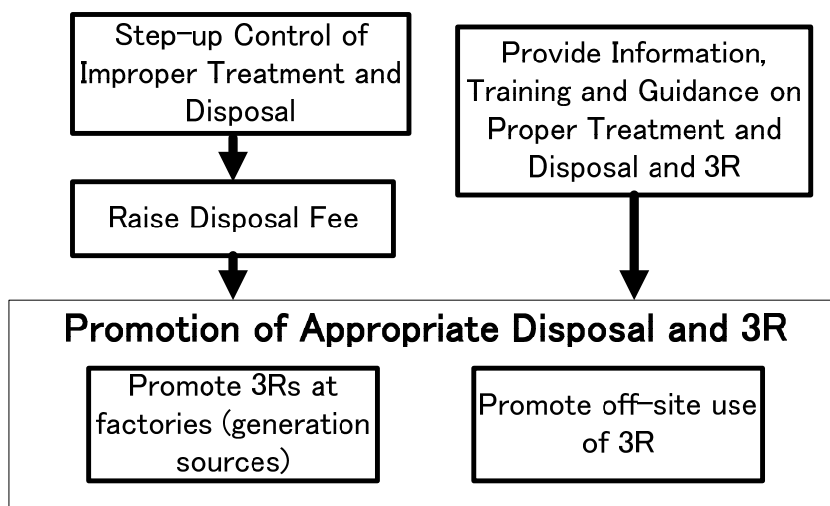 Step-up Control of
Improper Treatment and
Disposal
Provide Information,
Training and Guidance on
Proper Treatment and
Disposal and 3R
Raise Disposal Fee
Promotion of Appropriate Disposal and 3R
Promote 3Rs at
factories (generation
sources)
Promote off-site use
of 3R